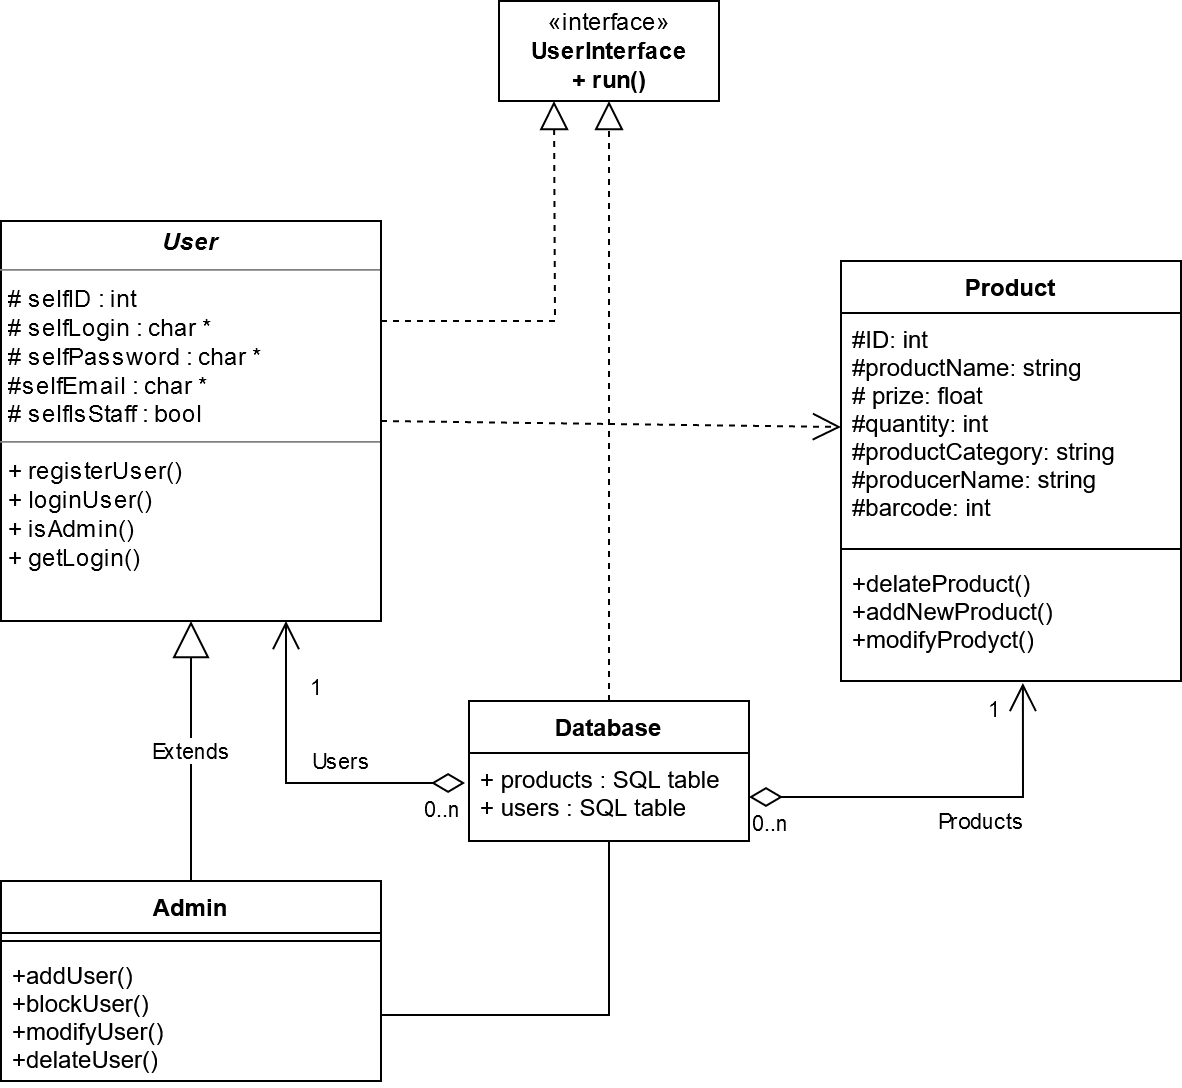 «interface»
UserInterface
+ run()
User
# selfID : int
# selfLogin : char *
# selfPassword : char *
#selfEmail : char *
# selfIsStaff : bool
+ registerUser()
+ loginUser()
+ isAdmin()
+ getLogin()
Product
#ID: int
#productName: string
# prize: float
#quantity: int
#productCategory: string
#producerName: string
#barcode: int
+delateProduct()
+addNewProduct()
+modifyProdyct()
1
Users
0..n
Extends
Database
+ products : SQL table
+ users : SQL table
1
0..n
Products
Admin
+addUser()
+blockUser()
+modifyUser()
+delateUser()